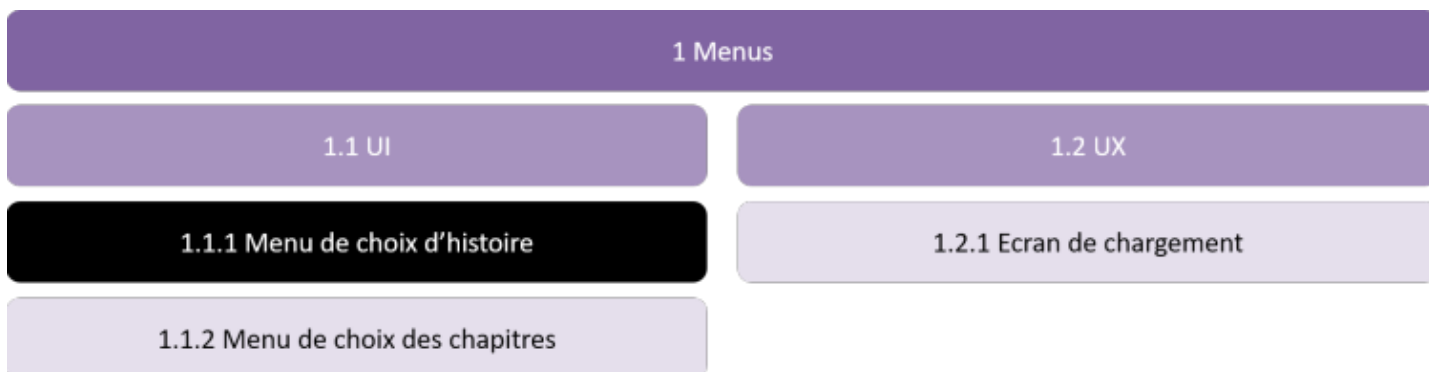 1 Menus
1.1 UI
1.2 UX
1.1.1 Menu de choix d’histoire
1.2.1 Ecran de chargement
1.1.2 Menu de choix des chapitres